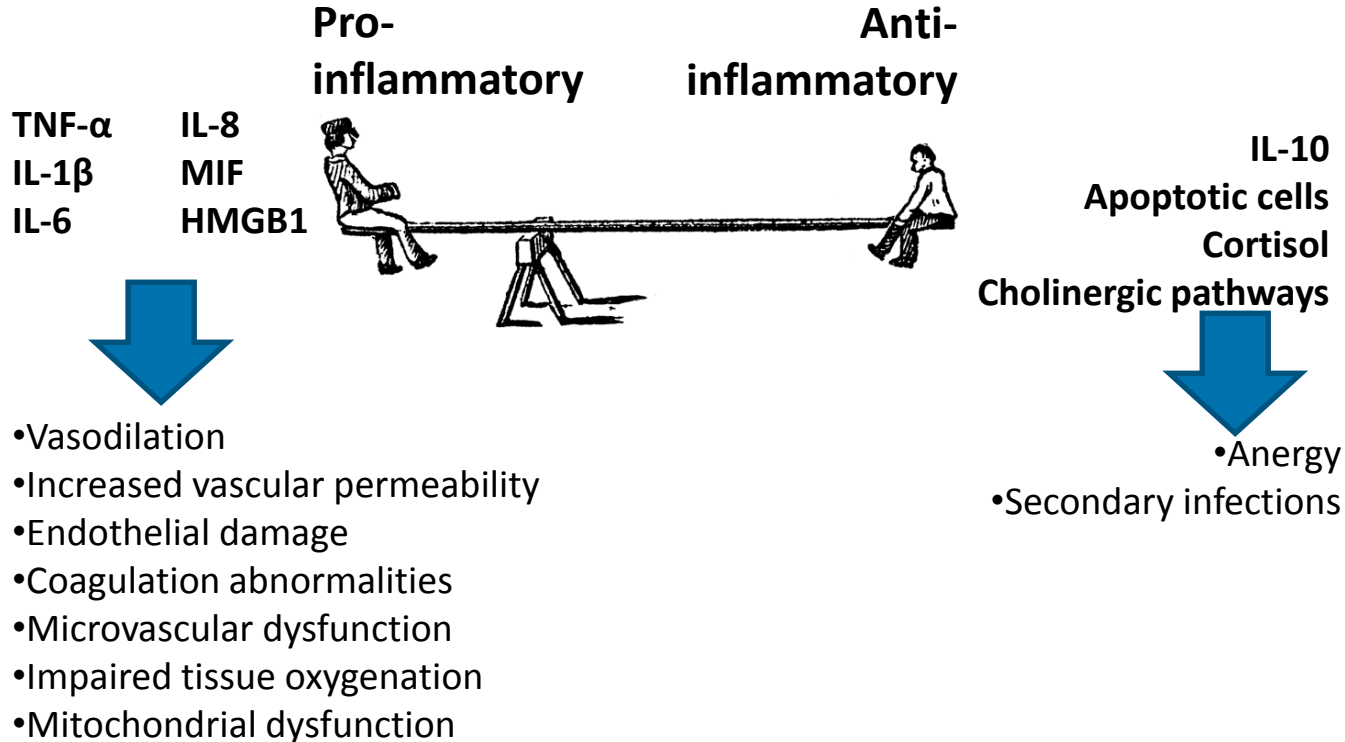 Pro-
inflammatory
Anti-
inflammatory
TNF-α IL-8
IL-1β MIF
IL-6 HMGB1
IL-10
Apoptotic cells
Cortisol
Cholinergic pathways
•Vasodilation
•Increased vascular permeability
•Endothelial damage
•Coagulation abnormalities
•Microvascular dysfunction
•Impaired tissue oxygenation
•Mitochondrial dysfunction
•Anergy
•Secondary infections